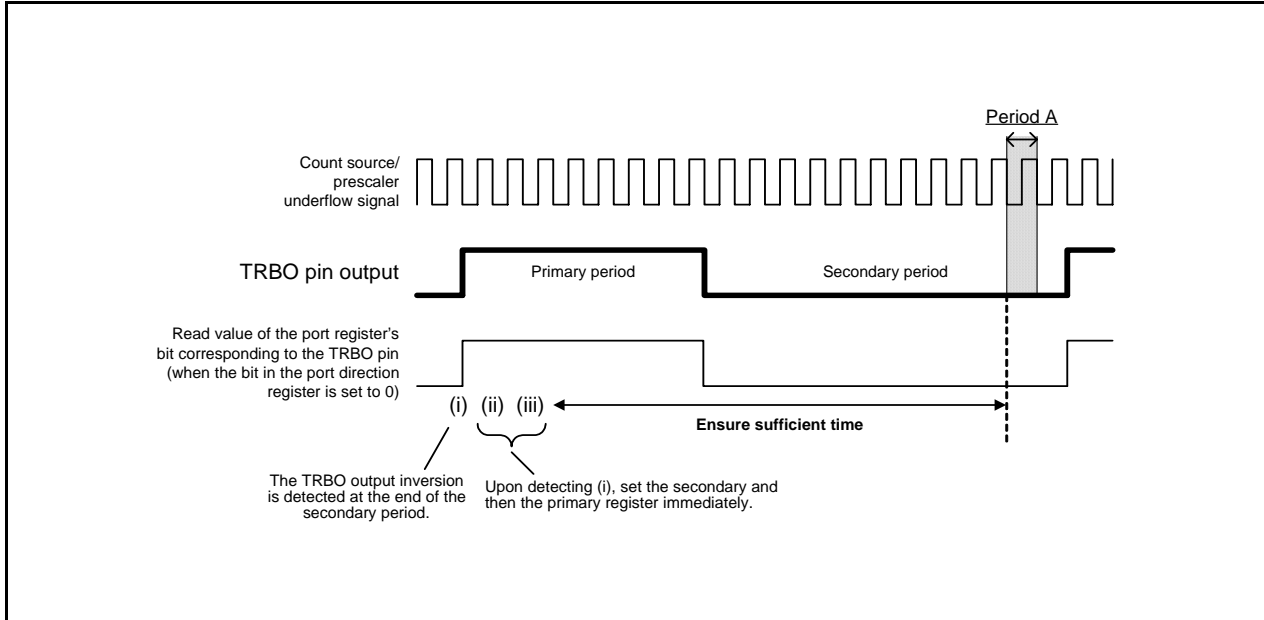 Period A
Count source/
prescaler
underflow signal
TRBO pin output
Primary period
Secondary period
Read value of the port register's
bit corresponding to the TRBO pin
(when the bit in the port direction
register is set to 0)
(i) (ii) (iii)
Ensure sufficient time
The TRBO output inversion
is detected at the end of the
secondary period.
Upon detecting (i), set the secondary and
then the primary register immediately.